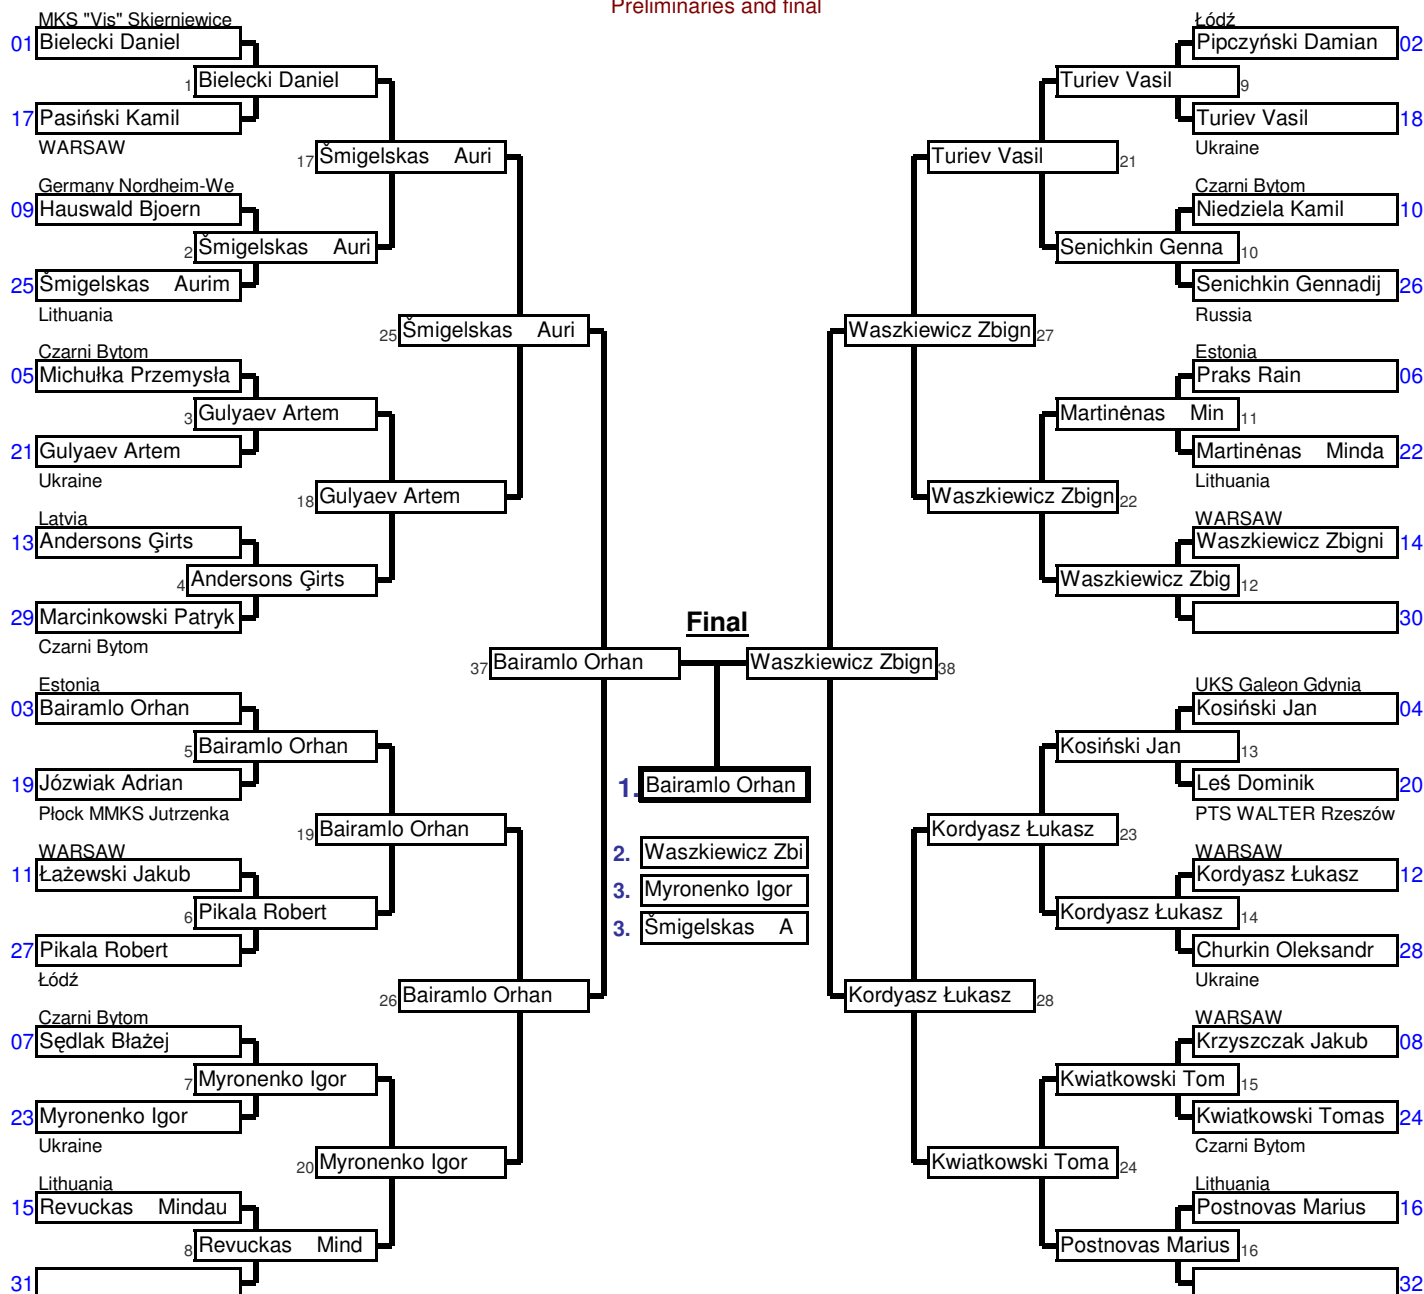 Preliminaries and final
MKS "Vis" Skierniewice
01 Bielecki Daniel
1 Bielecki Daniel
17 Pasiński Kamil
WARSAW
17 Šmigelskas Auri
Germany Nordheim-We
09 Hauswald Bjoern
2 Šmigelskas Auri
25 Šmigelskas Aurim
Lithuania
25 Šmigelskas Auri
Czarni Bytom
05 Michułka Przemysła
3 Gulyaev Artem
21 Gulyaev Artem
Ukraine
18 Gulyaev Artem
Latvia
13 Andersons Ģirts
4 Andersons Ģirts
29 Marcinkowski Patryk
Czarni Bytom
37 Bairamlo Orhan
Estonia
03 Bairamlo Orhan
5 Bairamlo Orhan
19 Józwiak Adrian
Płock MMKS Jutrzenka
19 Bairamlo Orhan
WARSAW
11 Łażewski Jakub
6 Pikala Robert
27 Pikala Robert
Łódź
26 Bairamlo Orhan
Czarni Bytom
07 Sędlak Błażej
7 Myronenko Igor
23 Myronenko Igor
Ukraine
20 Myronenko Igor
Lithuania
15 Revuckas Mindau
8 Revuckas Mind
31
Final
1. Bairamlo Orhan
2. Waszkiewicz Zbi
3. Myronenko Igor
3. Šmigelskas A
Łódź
Pipczyński Damian 02
Turiev Vasil 9
Turiev Vasil 18
Ukraine
Turiev Vasil 21
Czarni Bytom
Niedziela Kamil 10
Senichkin Genna 10
Senichkin Gennadij 26
Russia
Waszkiewicz Zbign 27
Estonia
Praks Rain 06
Martinėnas Min 11
Martinėnas Minda 22
Lithuania
Waszkiewicz Zbign 22
WARSAW
Waszkiewicz Zbigni 14
Waszkiewicz Zbig 12
30
Waszkiewicz Zbign 38
UKS Galeon Gdynia
Kosiński Jan 04
Kosiński Jan 13
Leś Dominik 20
PTS WALTER Rzeszów
Kordyasz Łukasz 23
WARSAW
Kordyasz Łukasz 12
Kordyasz Łukasz 14
Churkin Oleksandr 28
Ukraine
Kordyasz Łukasz 28
WARSAW
Krzyszczak Jakub 08
Kwiatkowski Tom 15
Kwiatkowski Tomas 24
Czarni Bytom
Kwiatkowski Toma 24
Lithuania
Postnovas Marius 16
Postnovas Marius 16
32